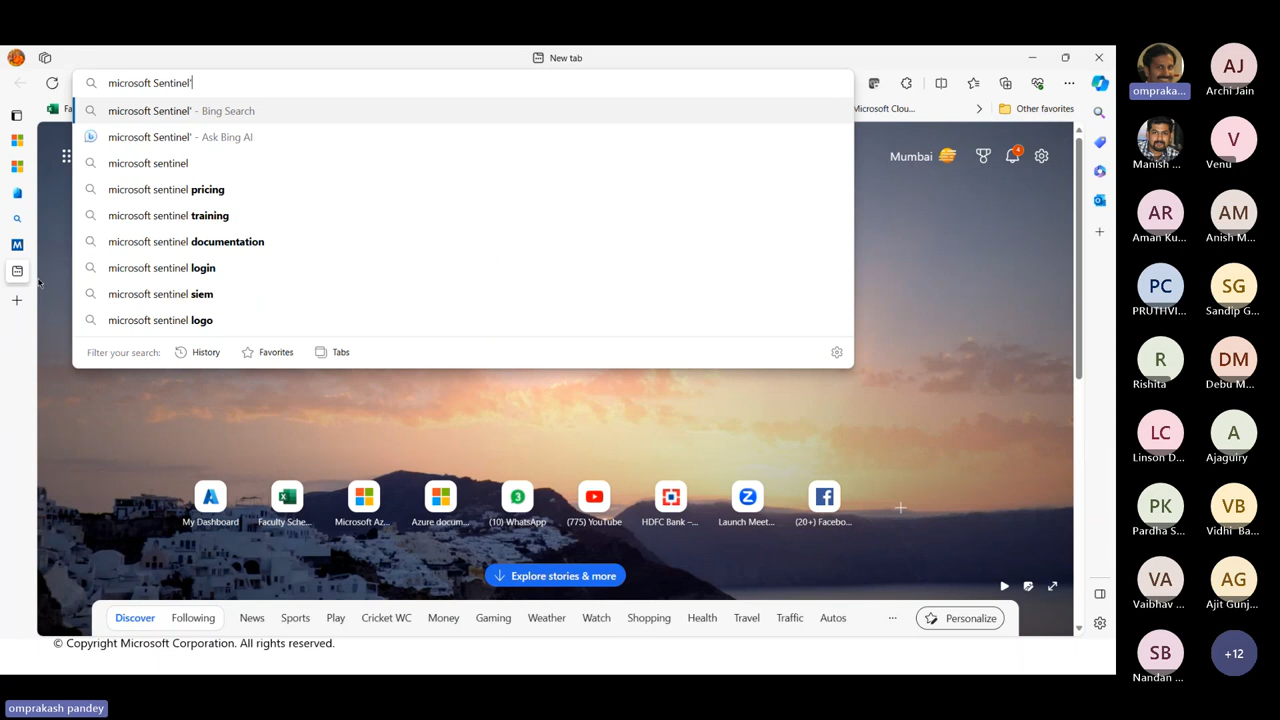 New tab
microsoft Sentinel'
Fa
Microsoft Clou...
Other favorites
microsoft Sentinel' - Bing Search
microsoft Sentinel' - Ask Bing AI
microsoft sentinel
microsoft sentinel pricing
microsoft sentinel training
microsoft sentinel documentation
microsoft sentinel login
microsoft sentinel siem
microsoft sentinel logo
Filter your search: History Favorites Tabs
Mumbai
4
My Dashboard
Faculty Sche...
Microsoft Az...
Azure docum...
(10) WhatsApp
(775) YouTube
HDFC Bank –...
Launch Meet...
(20+) Facebo...
Explore stories & more
Discover Following News Sports Play Cricket WC Money Gaming Weather Watch Shopping Health Travel Traffic Autos ... Personalize
© Copyright Microsoft Corporation. All rights reserved.
omprakash pandey
ompraka...
AJ
Archi Jain
Manish ...
V
Venu
AR
Aman Ku...
AM
Anish M...
PC
PRUTHVI...
SG
Sandip G...
R
Rishita
DM
Debu M...
LC
Linson D...
A
Ajaguiry
PK
Pardha S...
VB
Vidhi Ba...
VA
Vaibhav ...
AG
Ajit Gunj...
SB
Nandan ...
+12